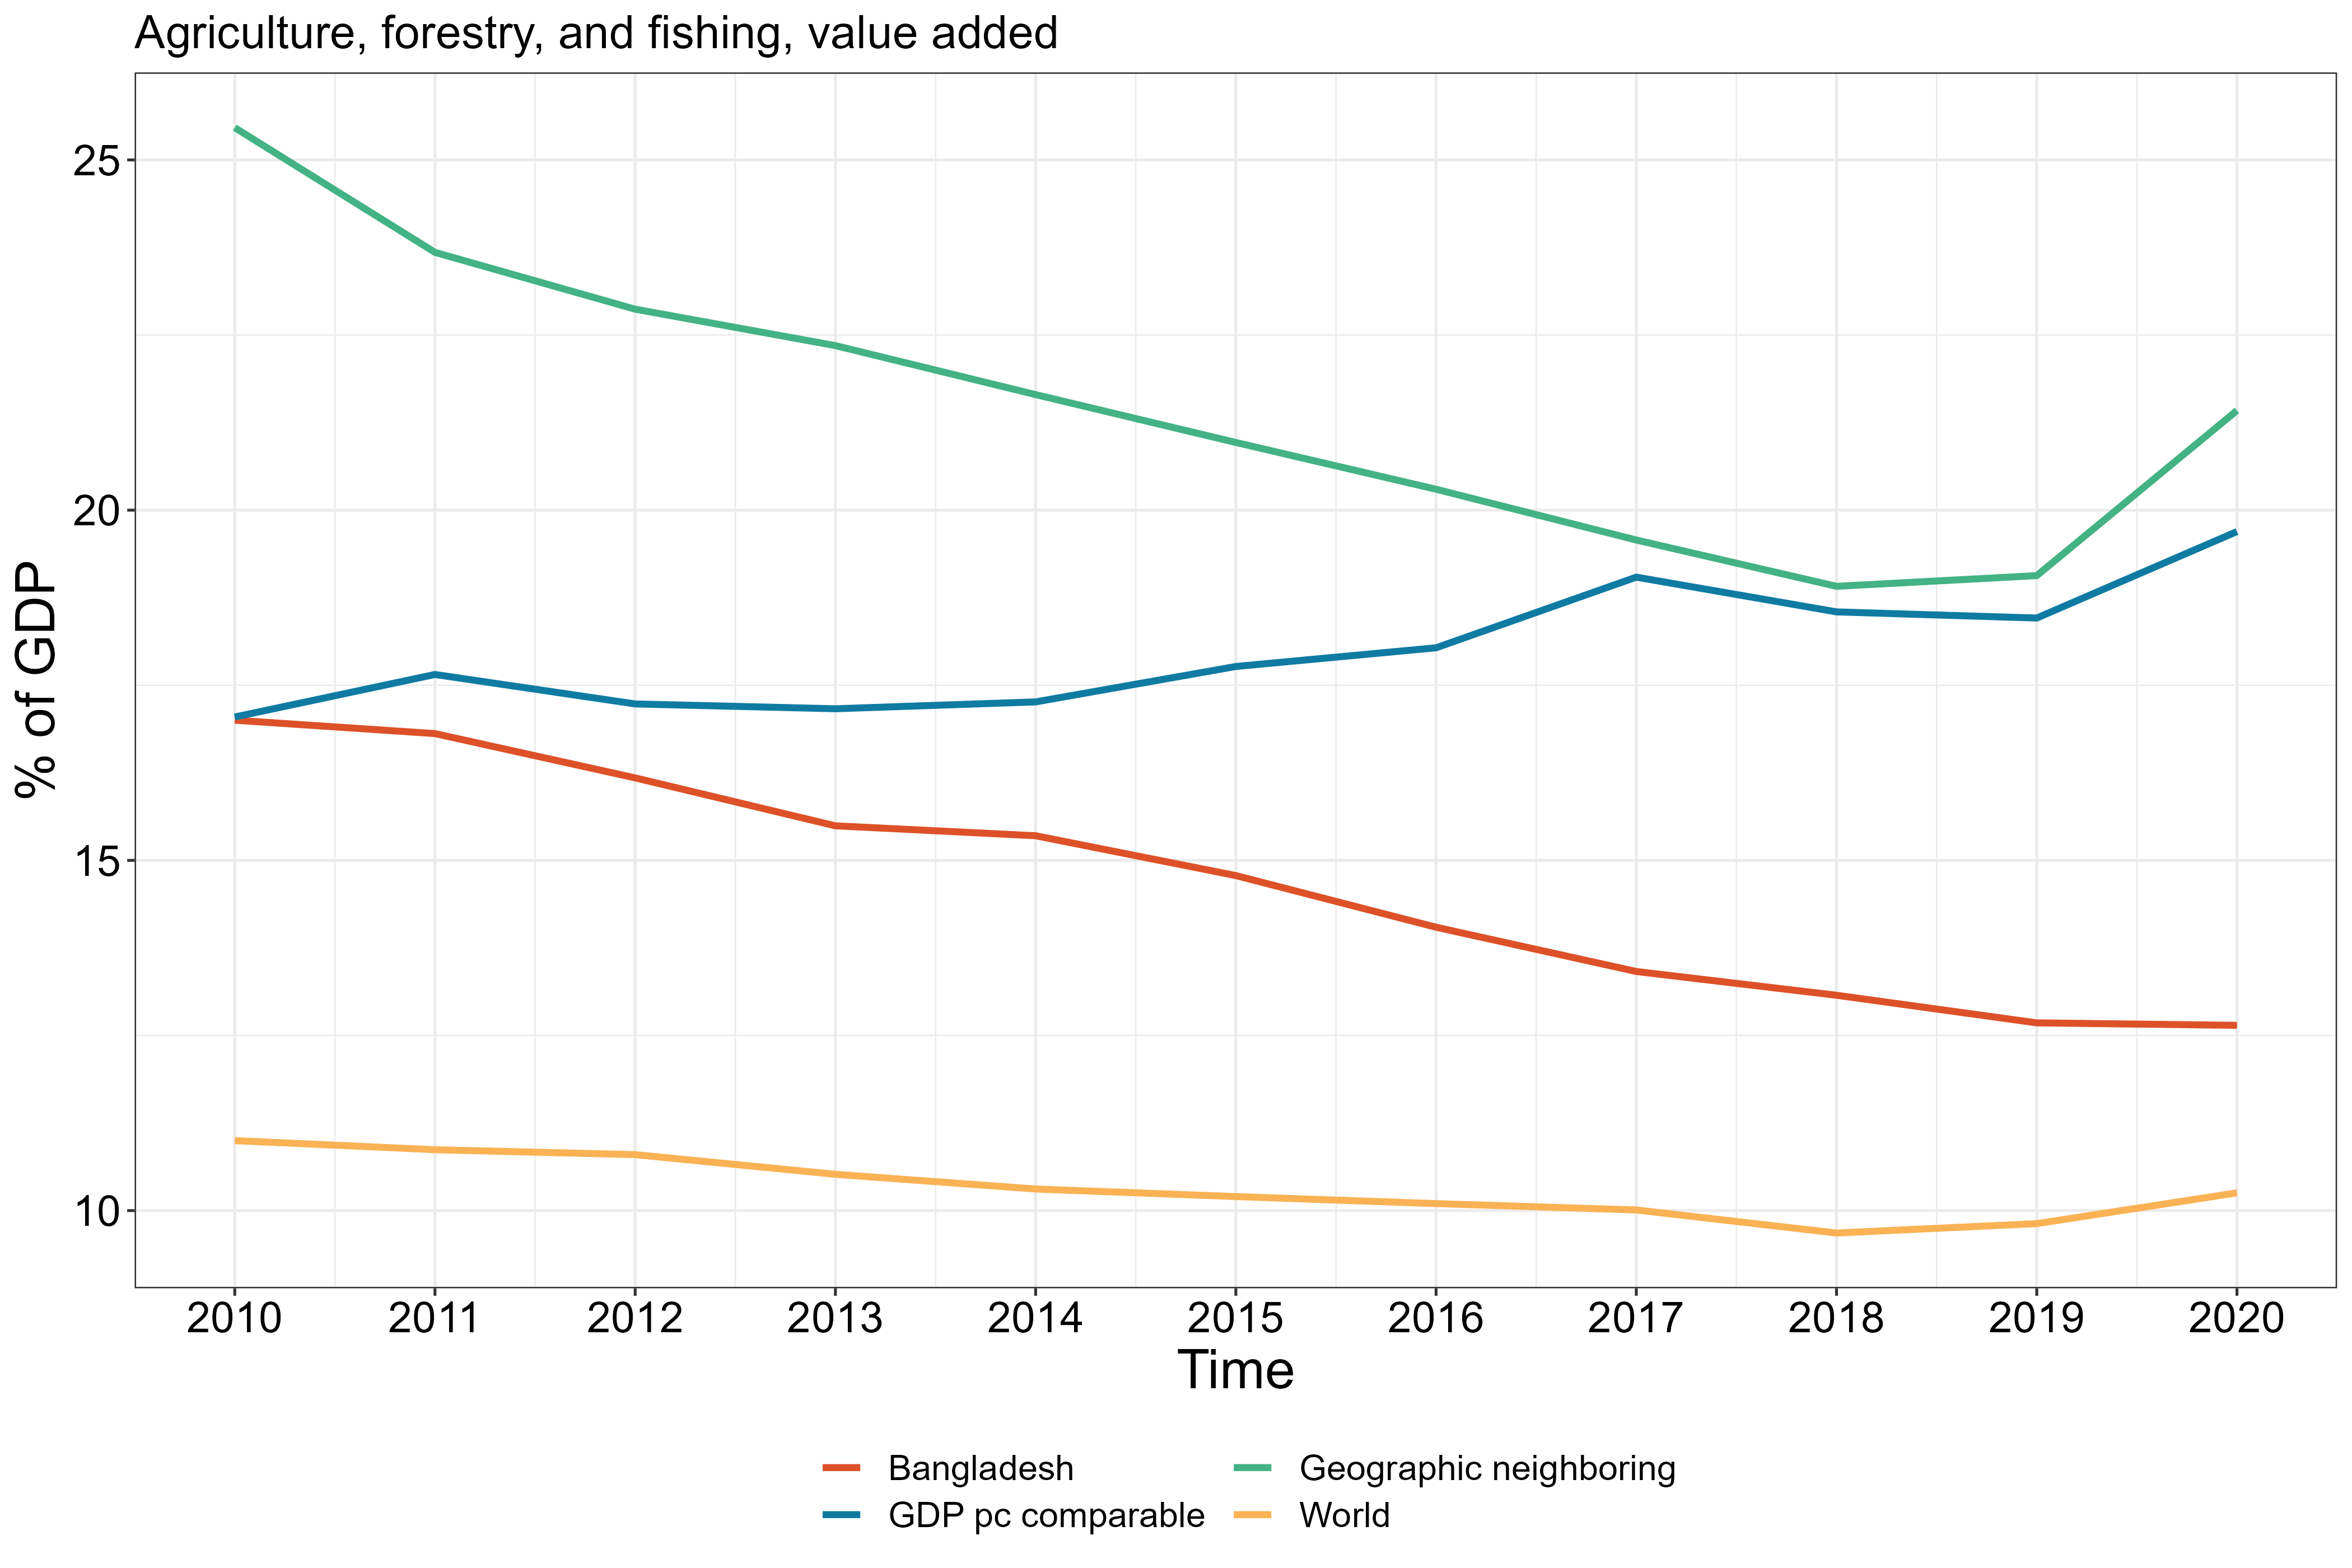 Agriculture, forestry, and fishing, value added
% of GDP
25
20
15
10
2010 2011 2012 2013 2014 2015 2016 2017 2018 2019 2020
Time
Bangladesh Geographic neighboring
GDP pc comparable World